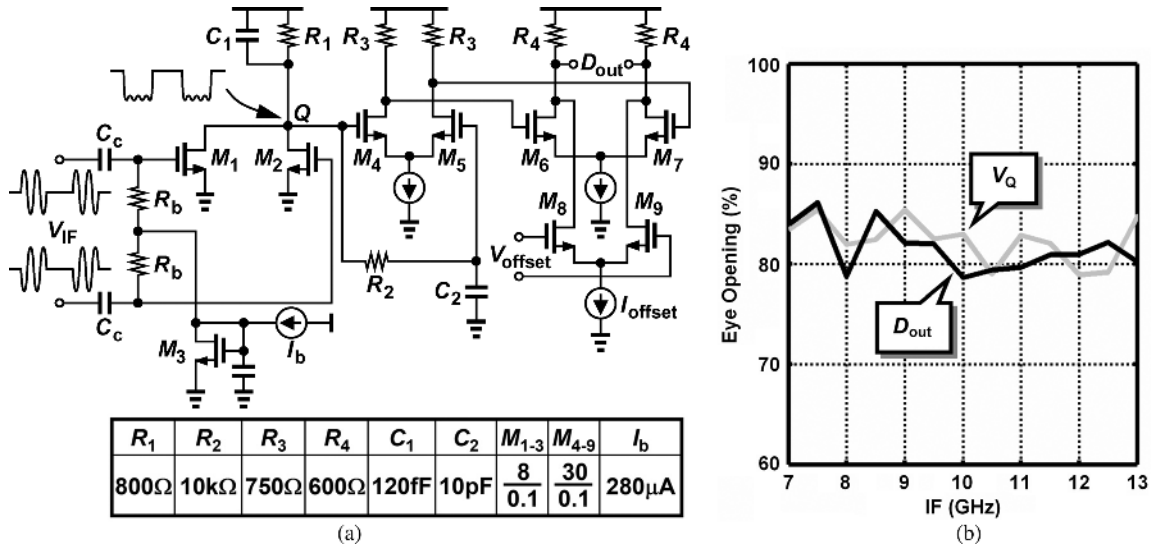 C1 R1 R3 R3 R4 R4
Dout
Q
Cc M1 M2 M4 M5 M6 M7
Rb M8 M9
VIF
Rb Voffset
R2 C2
Cc Ioffset
M3 Ib
R1 R2 R3 R4 C1 C2 M1-3 M4-9 Ib
800Ω 10kΩ 750Ω 600Ω 120fF 10pF 8/0.1 30/0.1 280μA
(a)
Eye Opening (%)
100
90
80
70
60
VQ
Dout
7 8 9 10 11 12 13
IF (GHz)
(b)